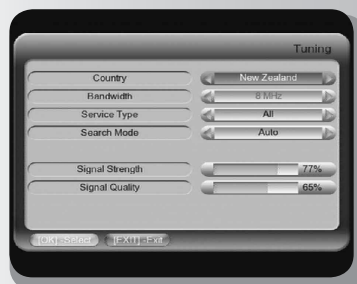 Tuning
Country New Zealand
Bandwidth 8 MHz
Service Type All
Search Mode Auto
Signal Strength 77%
Signal Quality 65%
[OK] : Select [EXIT] : Exit